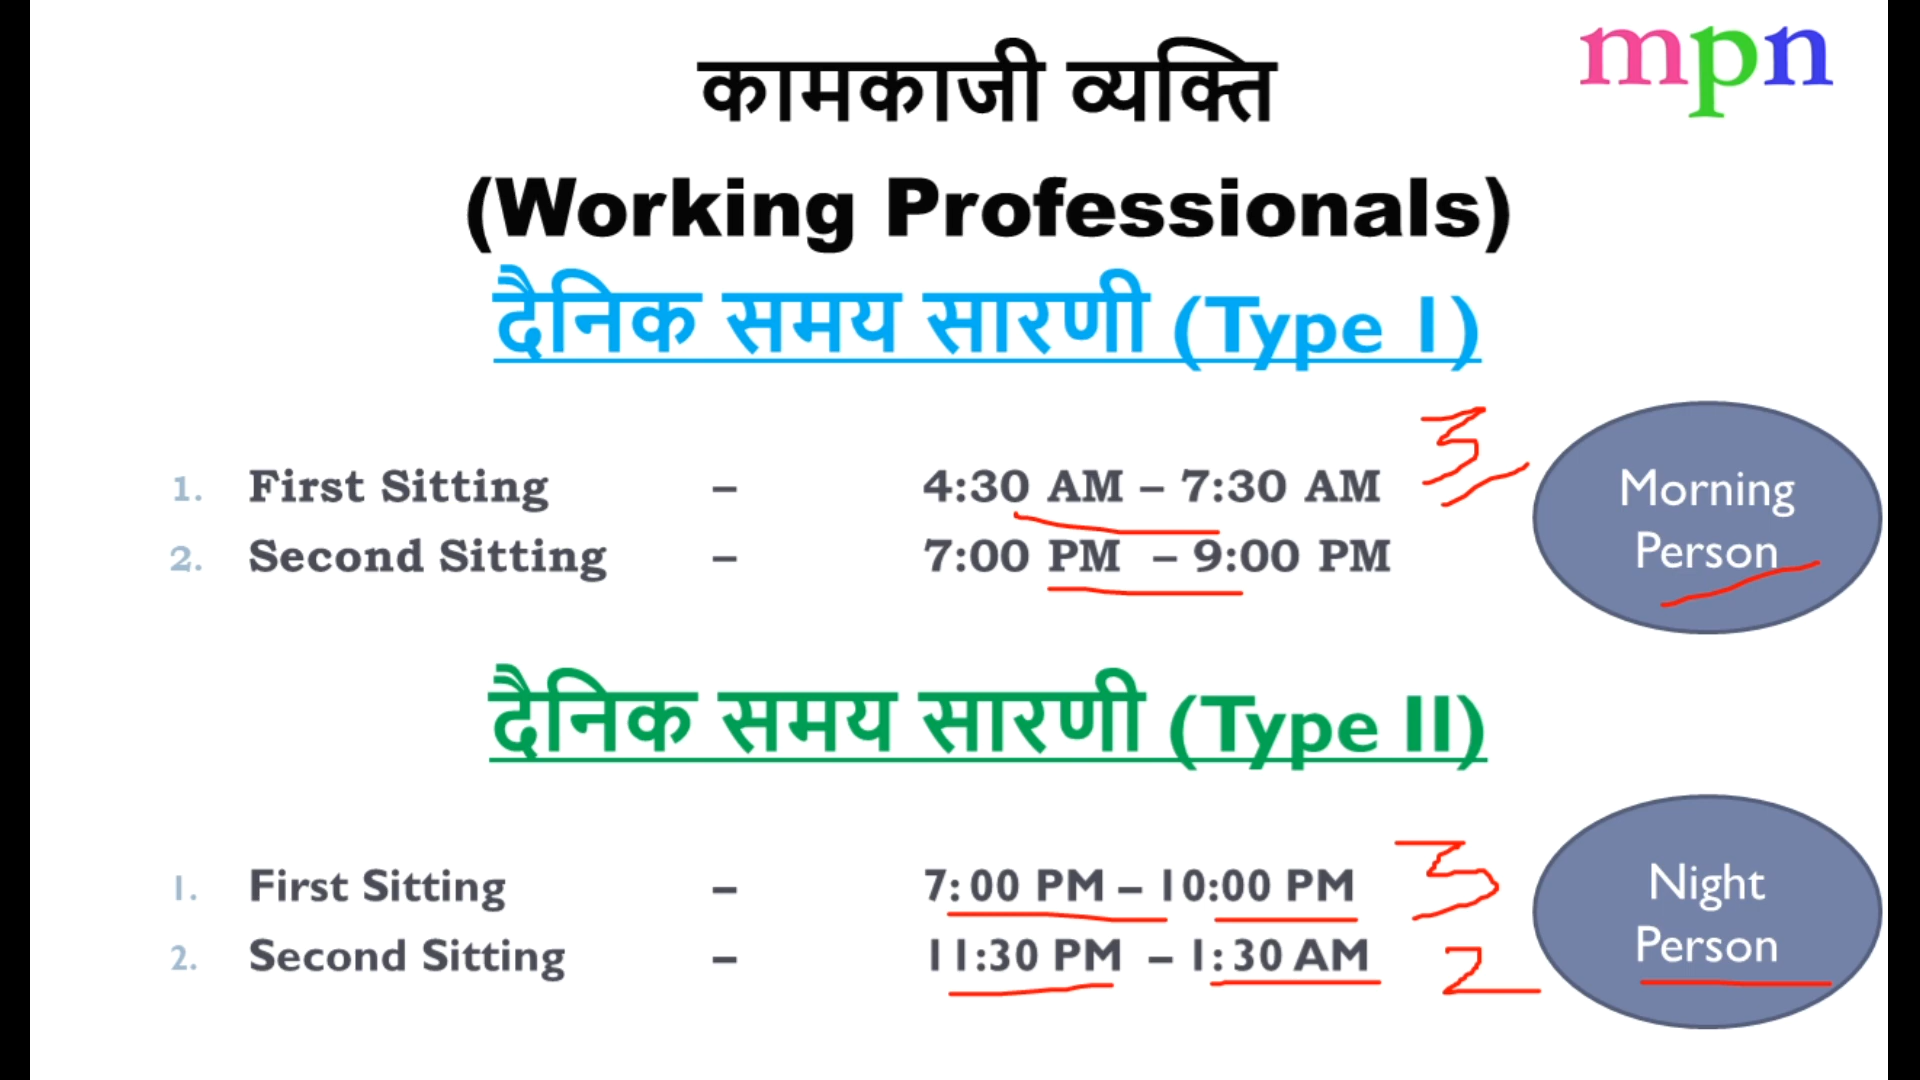 mpn
कामकाजी व्यक्ति
(Working Professionals)
दैनिक समय सारणी (Type I)
1. First Sitting – 4:30 AM – 7:30 AM 3
2. Second Sitting – 7:00 PM – 9:00 PM
Morning
Person
दैनिक समय सारणी (Type II)
1. First Sitting – 7:00 PM – 10:00 PM 3
2. Second Sitting – 11:30 PM – 1:30 AM 2
Night
Person